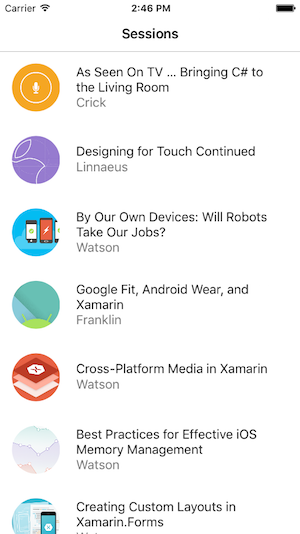 Carrier 2:46 PM
Sessions
As Seen On TV ... Bringing C# to
the Living Room
Crick
Designing for Touch Continued
Linnaeus
By Our Own Devices: Will Robots
Take Our Jobs?
Watson
Google Fit, Android Wear, and
Xamarin
Franklin
Cross-Platform Media in Xamarin
Watson
Best Practices for Effective iOS
Memory Management
Watson
Creating Custom Layouts in
Xamarin.Forms